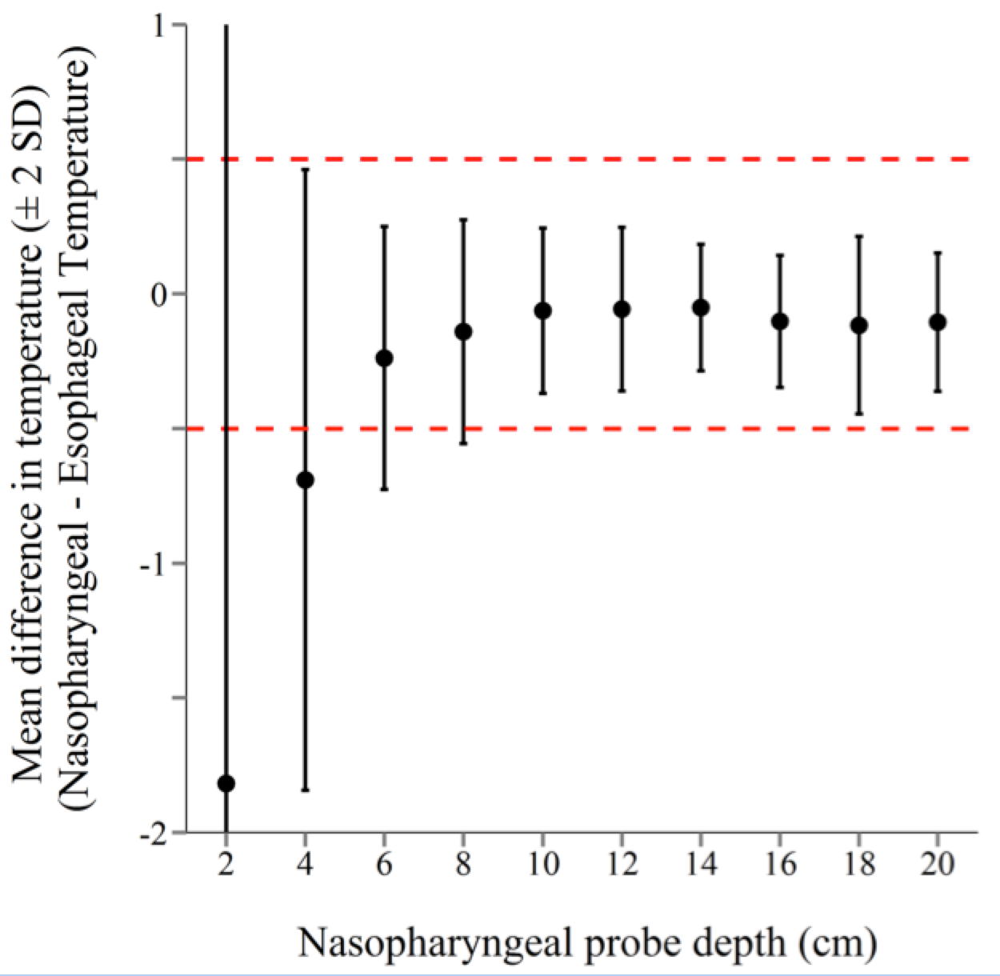 Mean difference in temperature (± 2 SD)
(Nasopharyngeal - Esophageal Temperature)
1
0
-1
-2
2 4 6 8 10 12 14 16 18 20
Nasopharyngeal probe depth (cm)